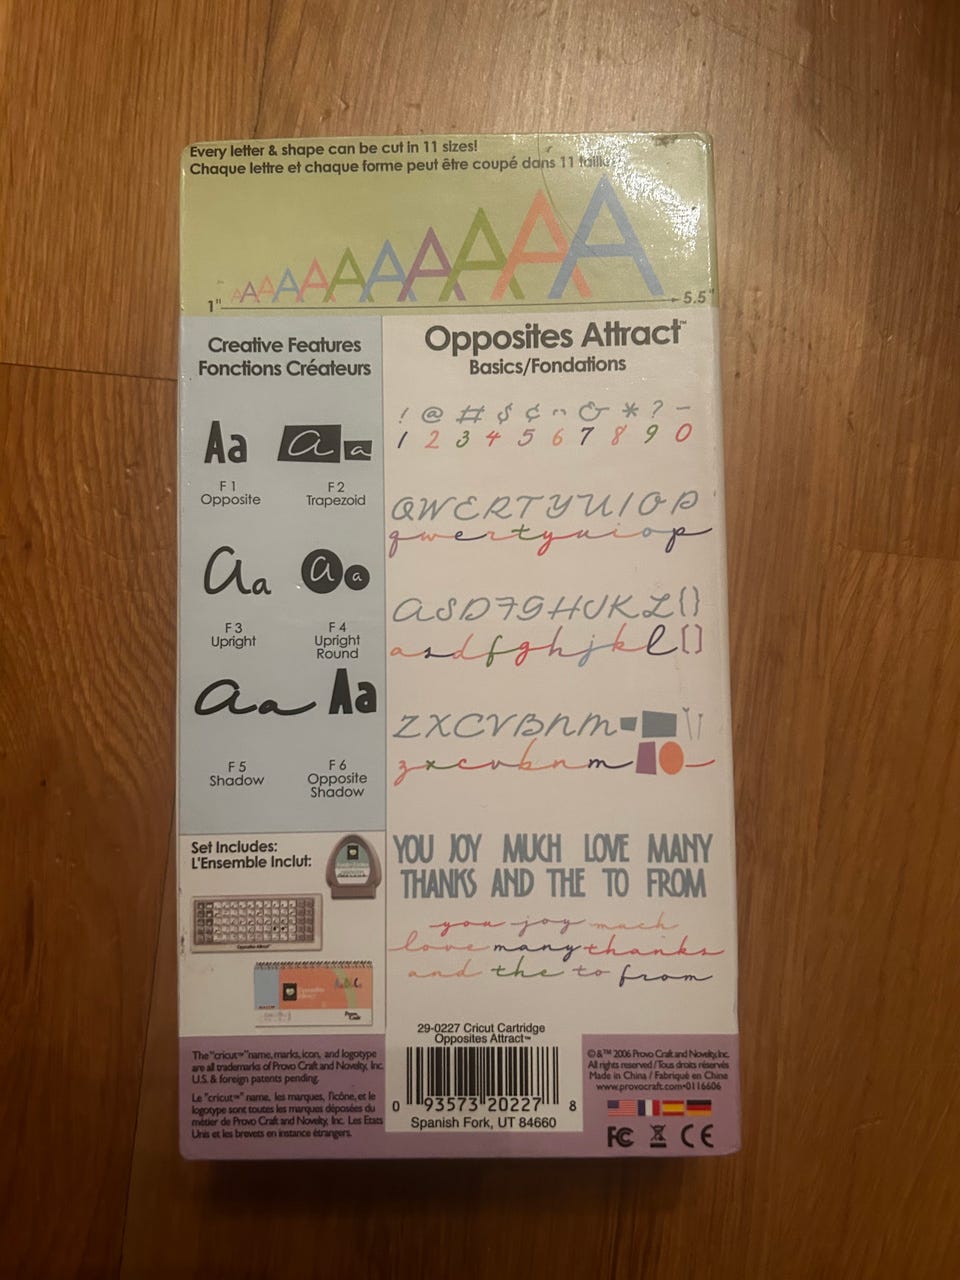 Every letter & shape can be cut in 11 sizes!
Chaque lettre et chaque forme peut être coupé dans 11
1" 5.5"
Creative Features
Fonctions Créateurs
Aa a a
F 1 F 2
Opposite Trapezoid
Aa a a
F 3 F 4
Upright Upright
Round
Aa Aa
F 5 F 6
Shadow Opposite
Shadow
Set Includes:
L'Ensemble Inclut:
Opposites Attract
Opposites Attract™
Basics/Fondations
! @ # $ ¢ & * ? –
1 2 3 4 5 6 7 8 9 0
QWERTYUIOP
qwertyuiop
ASDFGHJKL{}
asdfghjkl[]
ZXCVBNM
zxcvbnm
YOU JOY MUCH LOVE MANY
THANKS AND THE TO FROM
you joy much
love many thanks
and the to from
The "cricut™" name, marks, icon, and logotype
are all trademarks of Provo Craft and Novelty, Inc.
U.S. & foreign patents pending.
Le "cricut™" name, les marques, l'icône, et le
logotype sont toutes les marques déposées du
métier de Provo Craft and Novelty, Inc. Les Etats
Unis et les brevets en instance étrangers.
29-0227 Cricut Cartridge
Opposites Attract™
0 93573 20227 8
Spanish Fork, UT 84660
©&™ 2006 Provo Craft and Novelty, Inc.
All rights reserved / Tous droits réservés
Made in China / Fabriqué en Chine
www.provocraft.com•0116606
FC CE